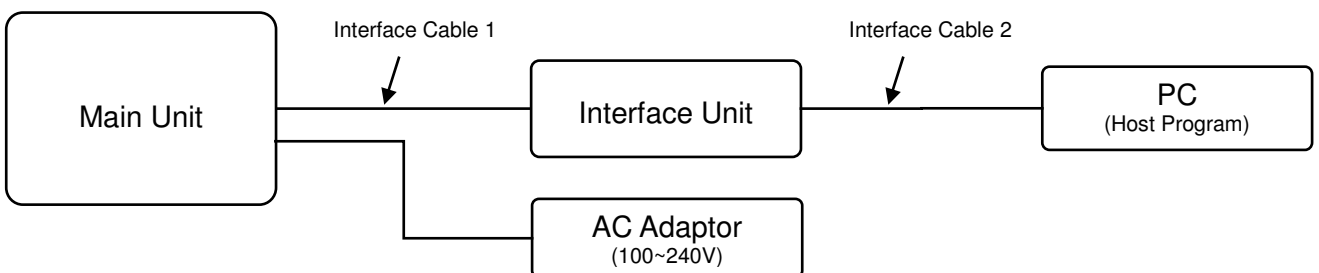 Interface Cable 1
Interface Cable 2
Main Unit
Interface Unit
PC
(Host Program)
AC Adaptor
(100~240V)